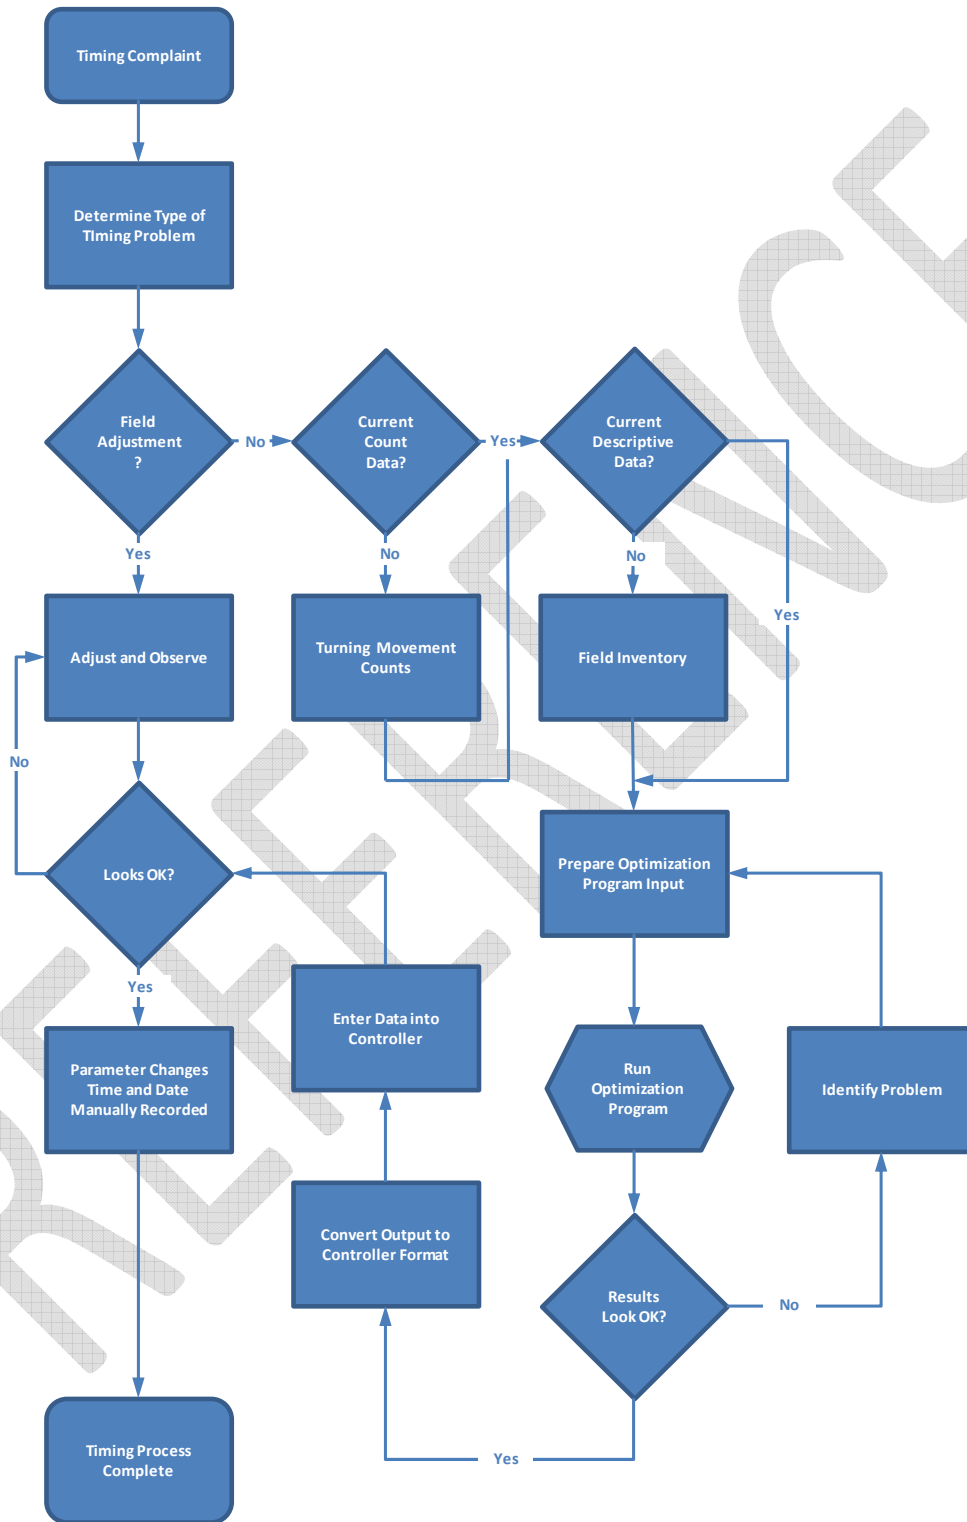 Timing Complaint
Determine Type of
TIming Problem
Field
Adjustment
?
No
Current
Count
Data?
Yes
Current
Descriptive
Data?
Yes
No
No
Yes
Adjust and Observe
Turning Movement
Counts
Field Inventory
No
Looks OK?
Prepare Optimization
Program Input
Yes
Enter Data into
Controller
Parameter Changes
Time and Date
Manually Recorded
Run
Optimization
Program
Identify Problem
Convert Output to
Controller Format
Results
Look OK?
No
Yes
Timing Process
Complete
REFERENCE